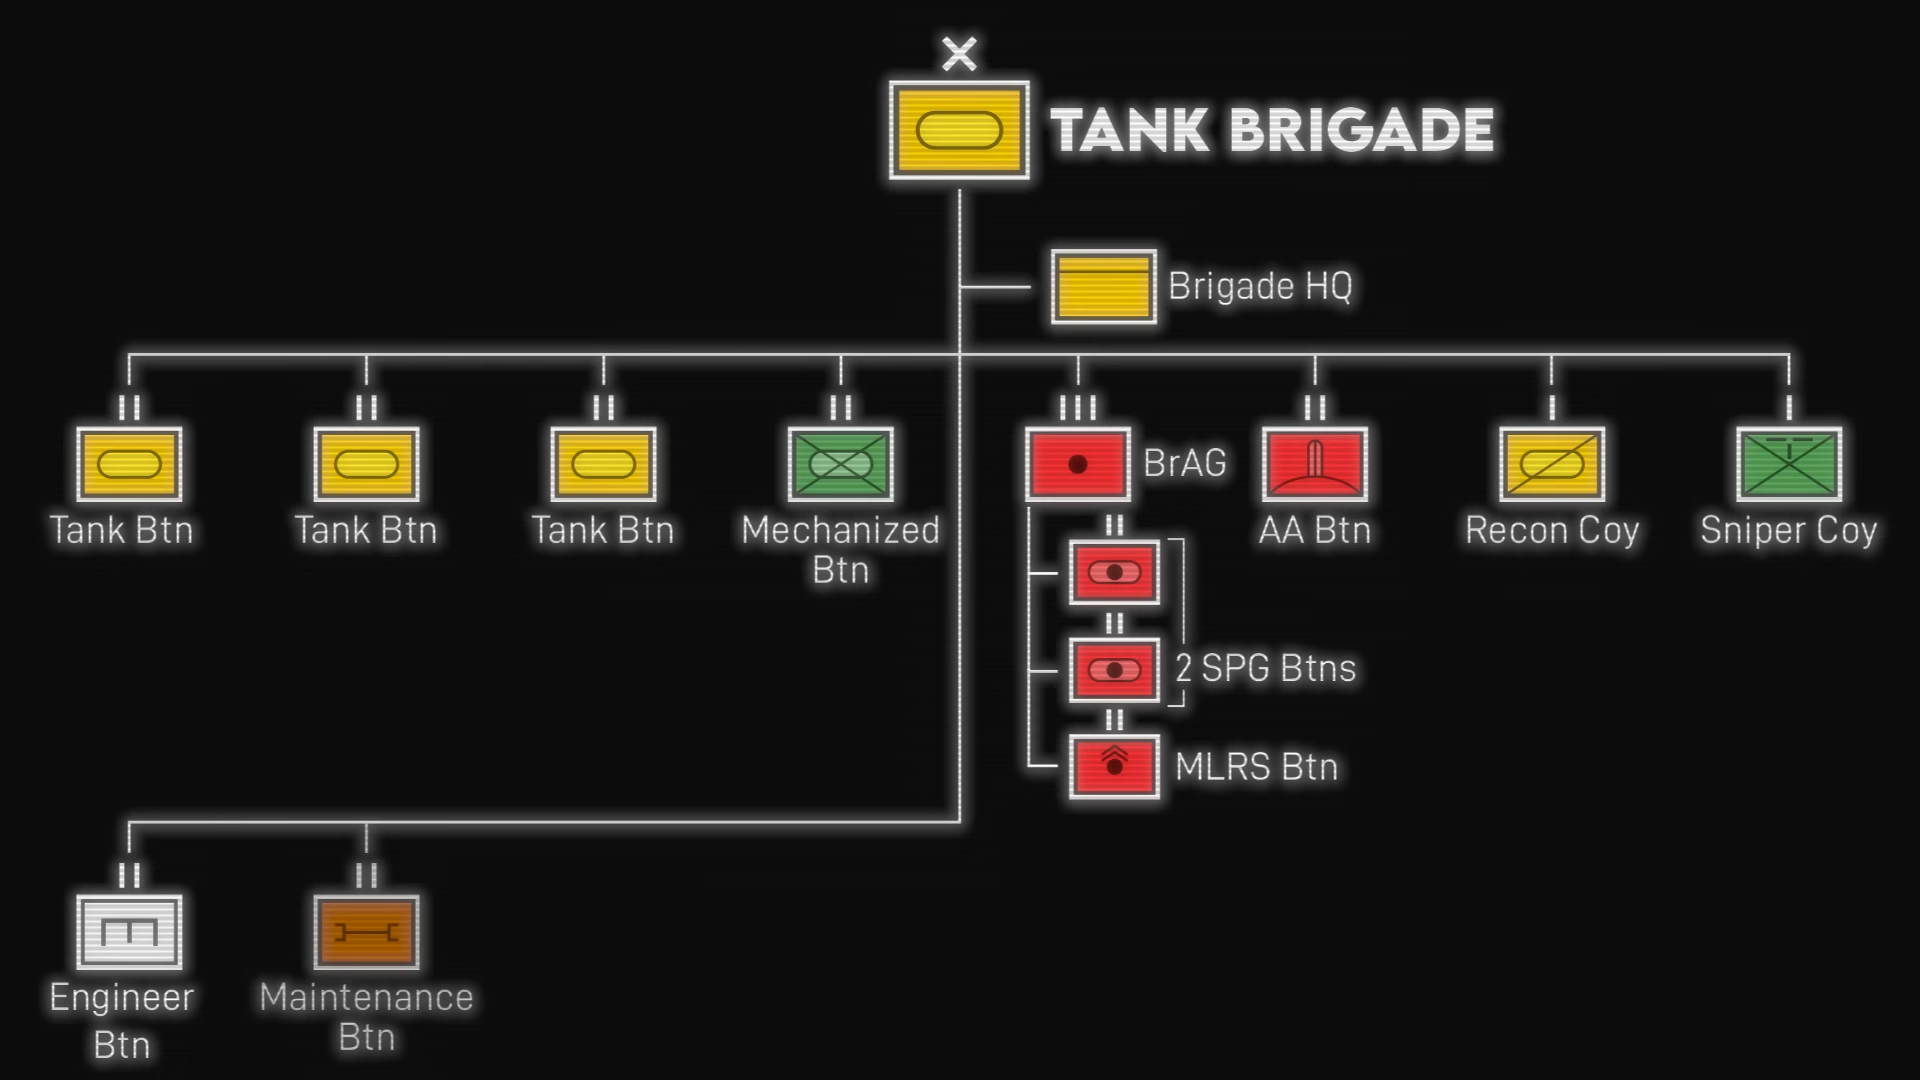 TANK BRIGADE
Brigade HQ
Tank Btn
Tank Btn
Tank Btn
Mechanized
Btn
BrAG
AA Btn
Recon Coy
Sniper Coy
2 SPG Btns
MLRS Btn
Engineer
Btn
Maintenance
Btn